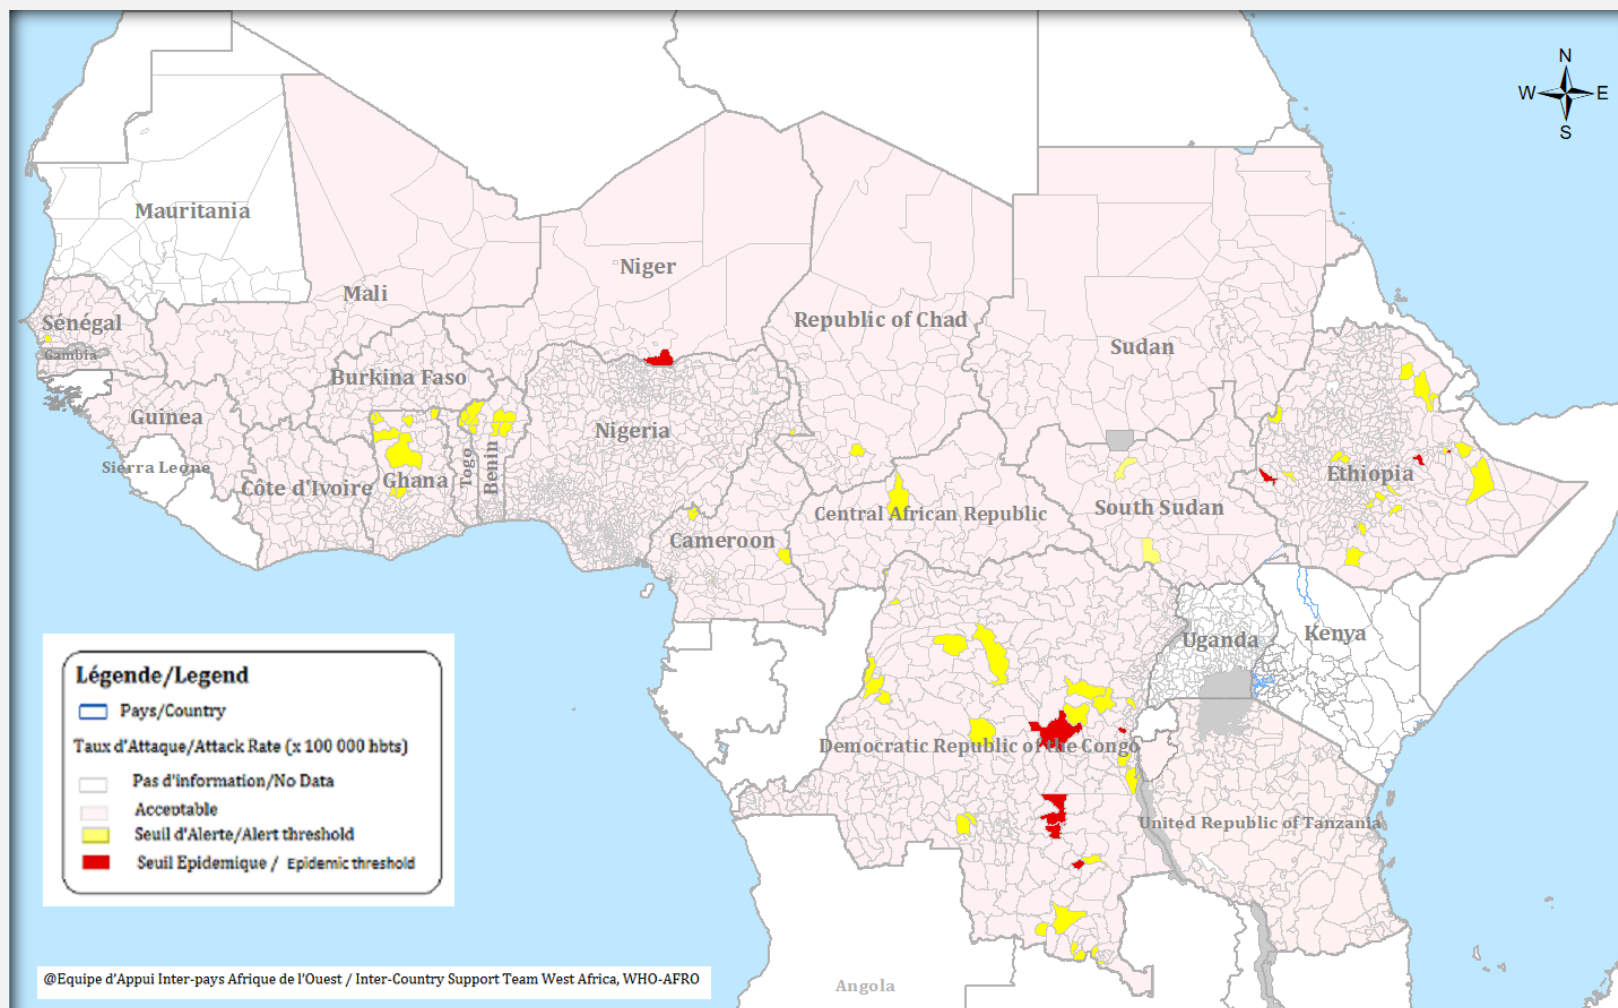 N
W E
S
Mauritania
Niger
Mali
Republic of Chad
Sénégal
Sudan
Gambia
Burkina Faso
Guinea
Nigeria
Sierra Leone
Togo
Benin
Ethiopia
Côte d'Ivoire
Ghana
South Sudan
Central African Republic
Cameroon
Uganda
Kenya
Democratic Republic of the Congo
United Republic of Tanzania
Angola
Légende/Legend
Pays/Country
Taux d'Attaque/Attack Rate (x 100 000 hbts)
Pas d'information/No Data
Acceptable
Seuil d'Alerte/Alert threshold
Seuil Epidemique / Epidemic threshold
@Equipe d'Appui Inter-pays Afrique de l'Ouest / Inter-Country Support Team West Africa, WHO-AFRO